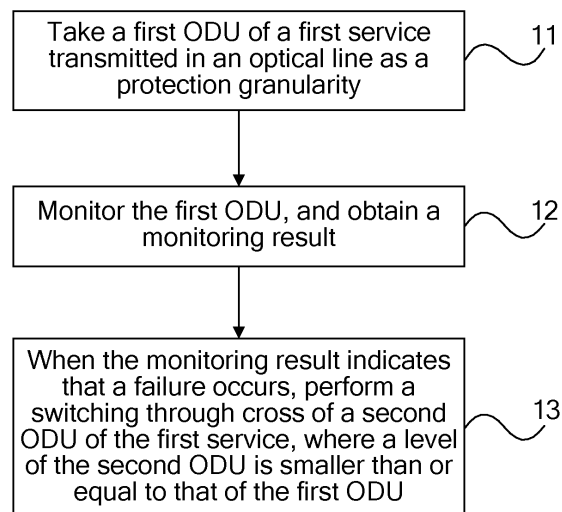 Take a first ODU of a first service
transmitted in an optical line as a
protection granularity
11
Monitor the first ODU, and obtain a
monitoring result
12
When the monitoring result indicates
that a failure occurs, perform a
switching through cross of a second
ODU of the first service, where a level
of the second ODU is smaller than or
equal to that of the first ODU
13